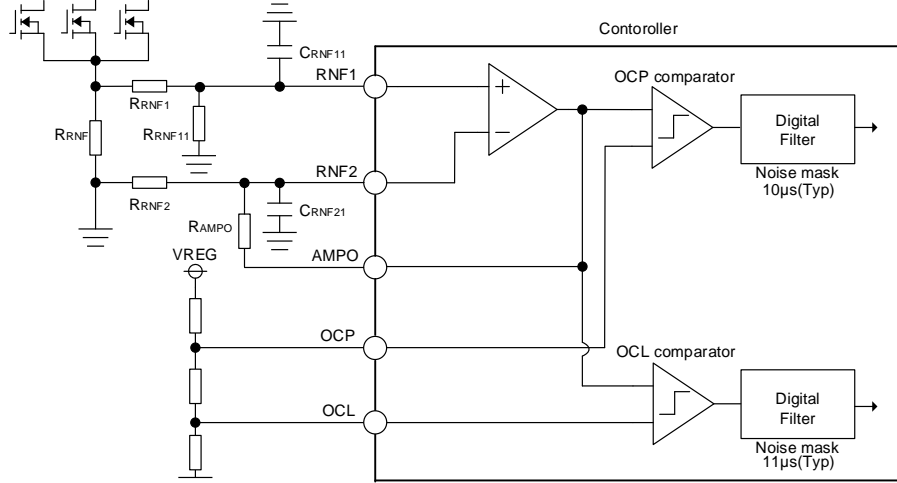 Contoroller
CRNF11
RNF1
OCP comparator
RRNF1
RRNF11
RRNF
Digital
Filter
Noise mask
10μs(Typ)
RNF2
RRNF2
CRNF21
RAMPO
VREG
AMPO
OCP
OCL comparator
OCL
Digital
Filter
Noise mask
11μs(Typ)